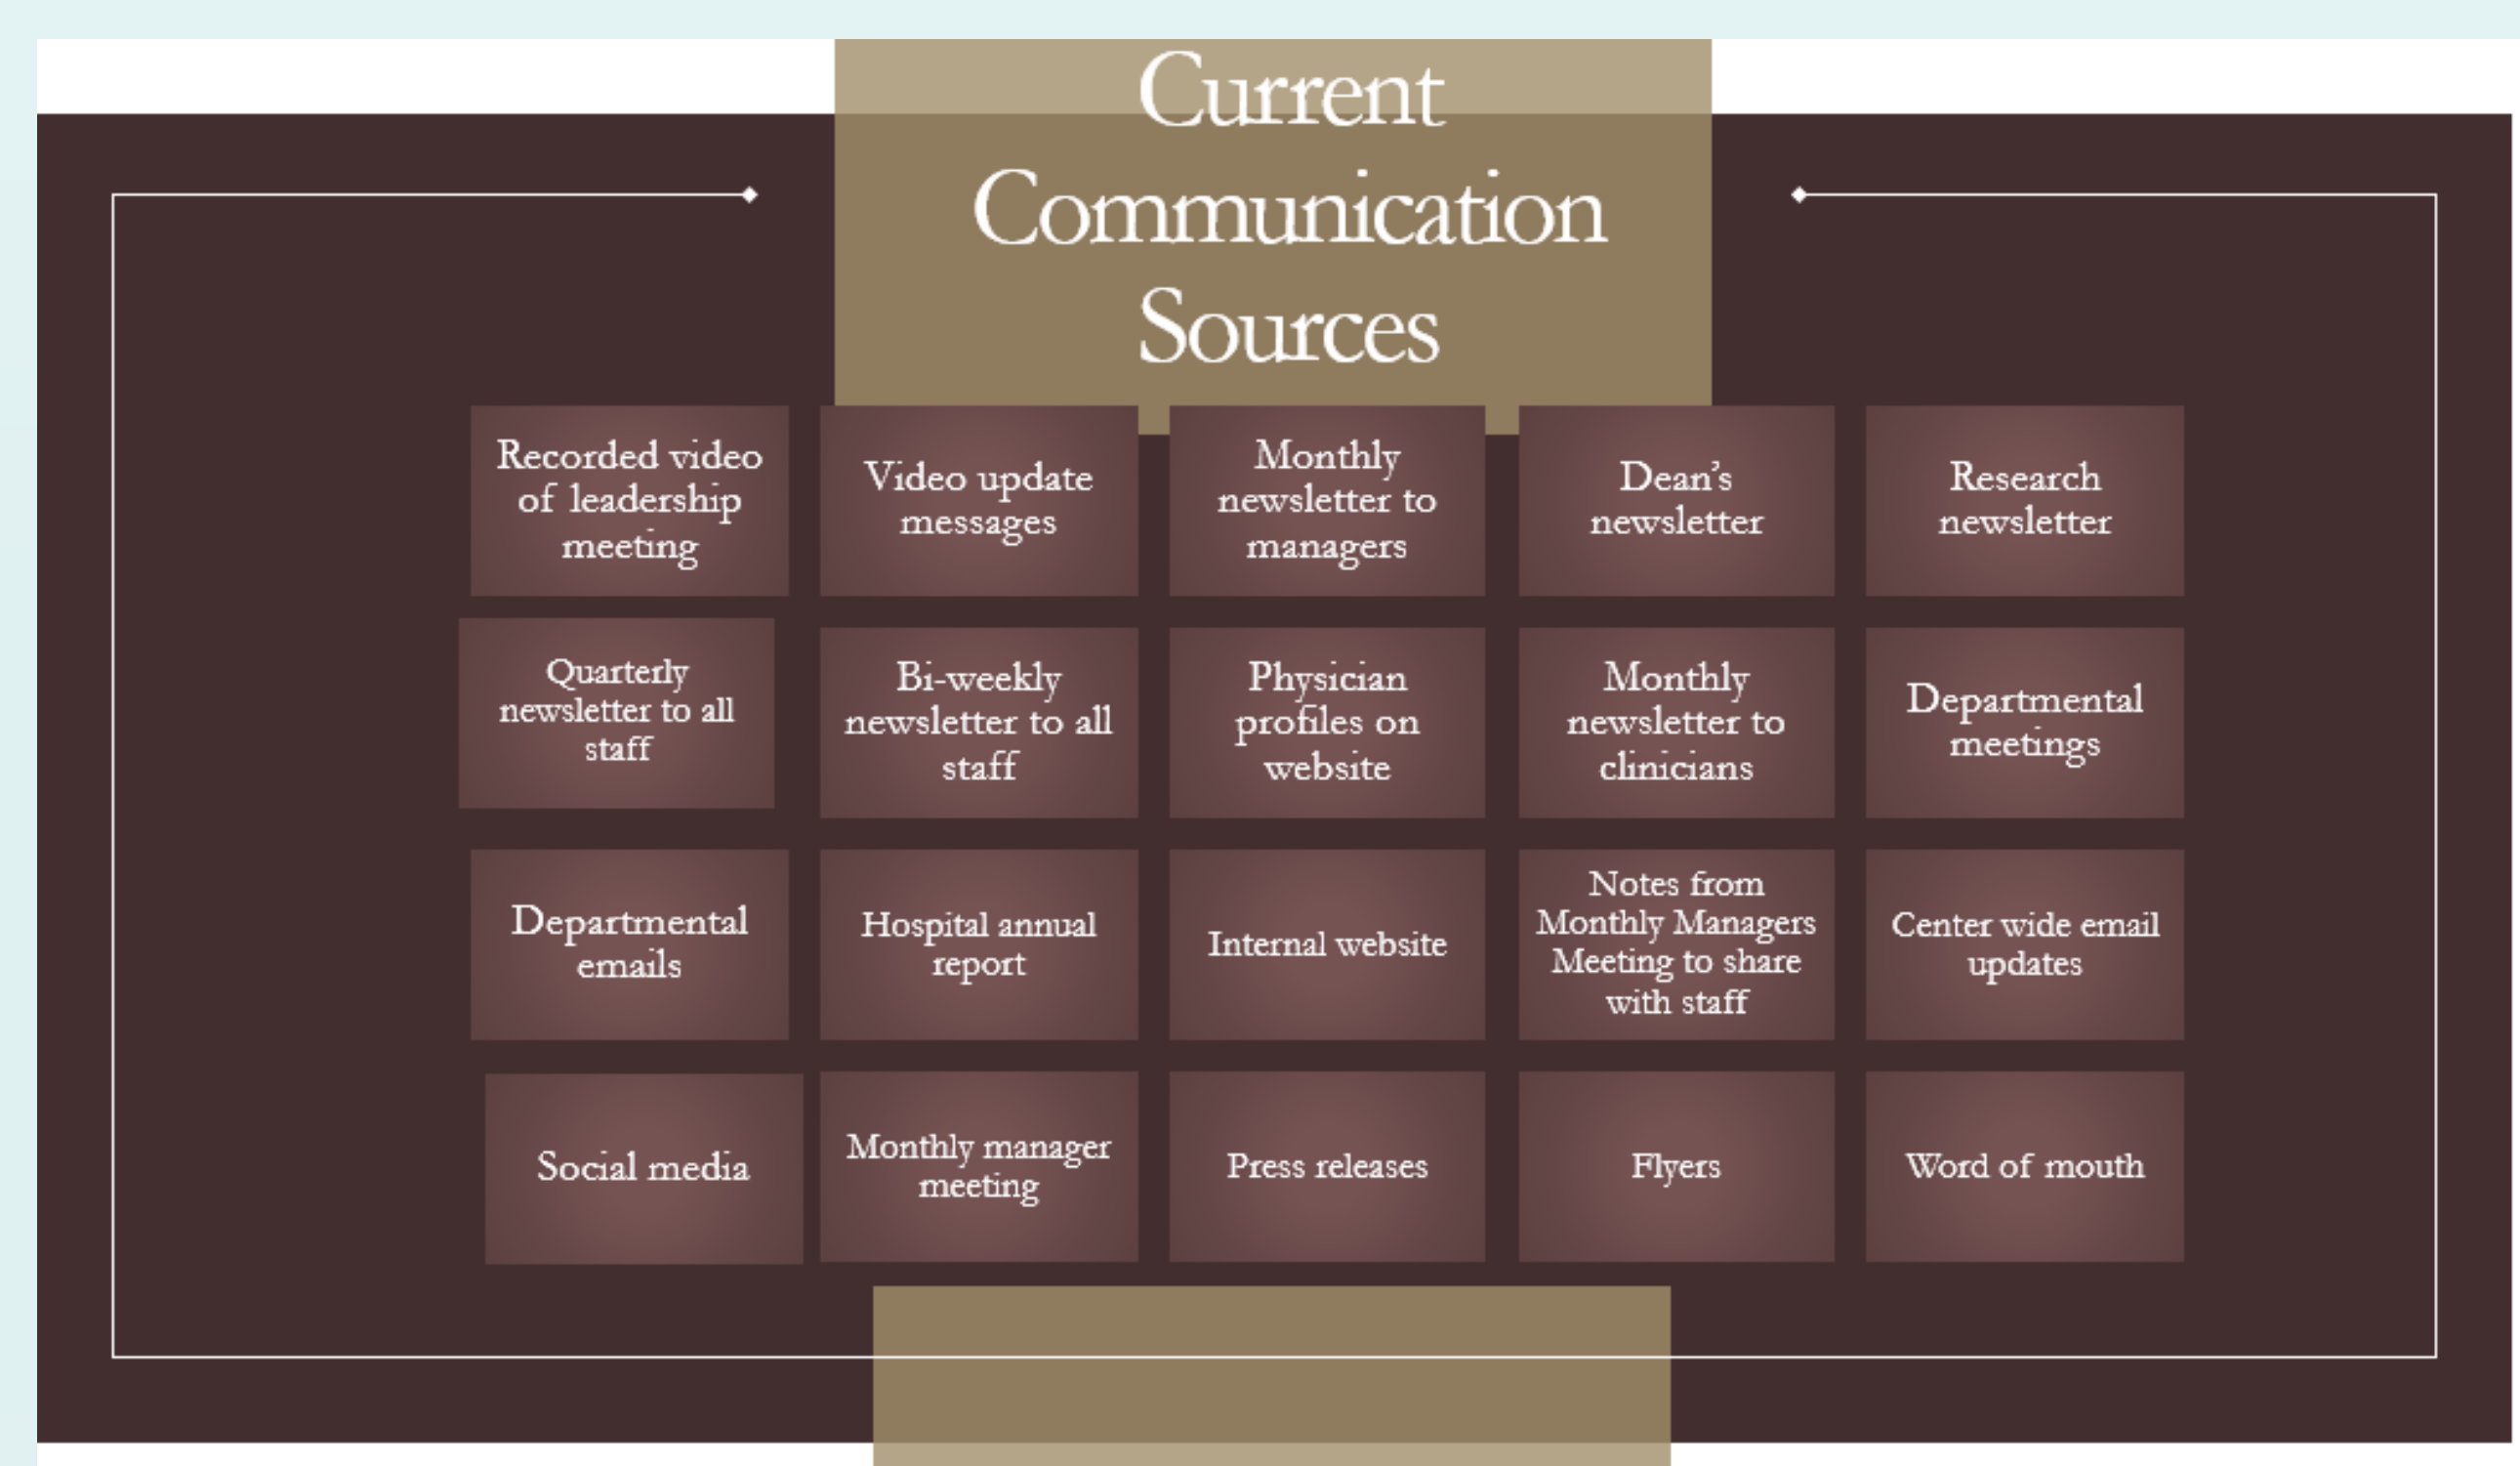 Current
Communication
Sources
Recorded video
of leadership
meeting
Video update
messages
Monthly
newsletter to
managers
Dean’s
newsletter
Research
newsletter
Quarterly
newsletter to all
staff
Bi-weekly
newsletter to all
staff
Physician
profiles on
website
Monthly
newsletter to
clinicians
Departmental
meetings
Departmental
emails
Hospital annual
report
Internal website
Notes from
Monthly Managers
Meeting to share
with staff
Center wide email
updates
Social media
Monthly manager
meeting
Press releases
Flyers
Word of mouth